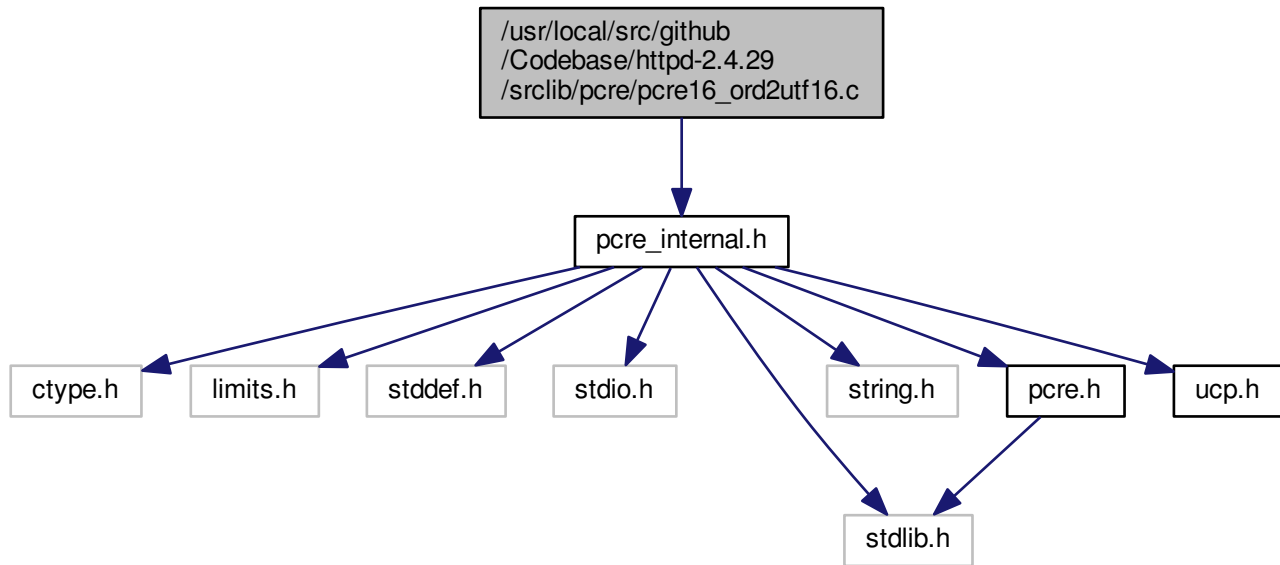 /usr/local/src/github
/Codebase/httpd-2.4.29
/srclib/pcre/pcre16_ord2utf16.c
pcre_internal.h
ctype.h
limits.h
stddef.h
stdio.h
string.h
pcre.h
ucp.h
stdlib.h